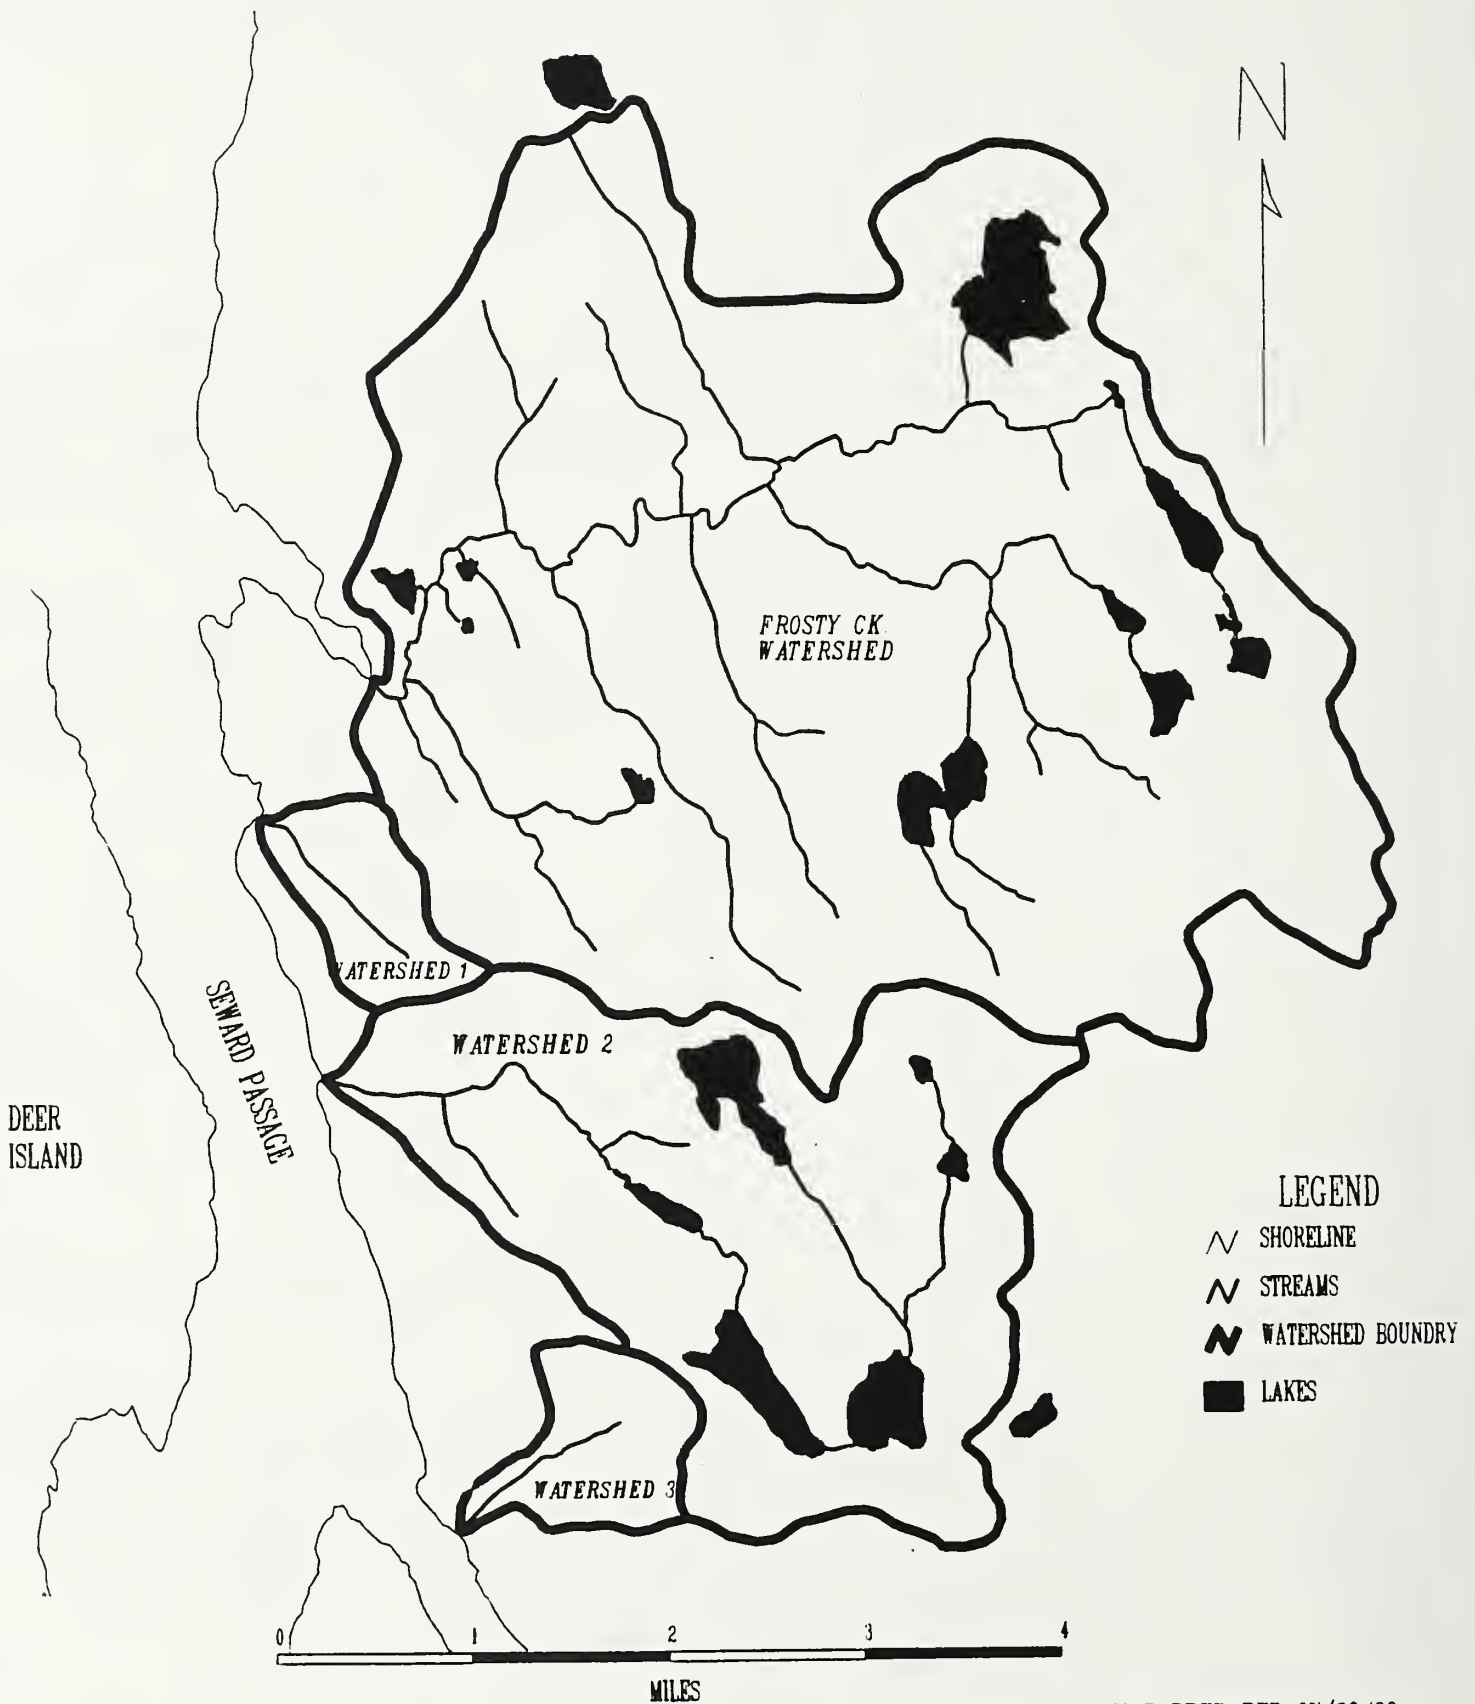 N
FROSTY CK.
WATERSHED
WATERSHED 1
SEWARD PASSAGE
WATERSHED 2
DEER
ISLAND
LEGEND
SHORELINE
STREAMS
WATERSHED BOUNDRY
LAKES
WATERSHED 3
0 1 2 3 4
MILES